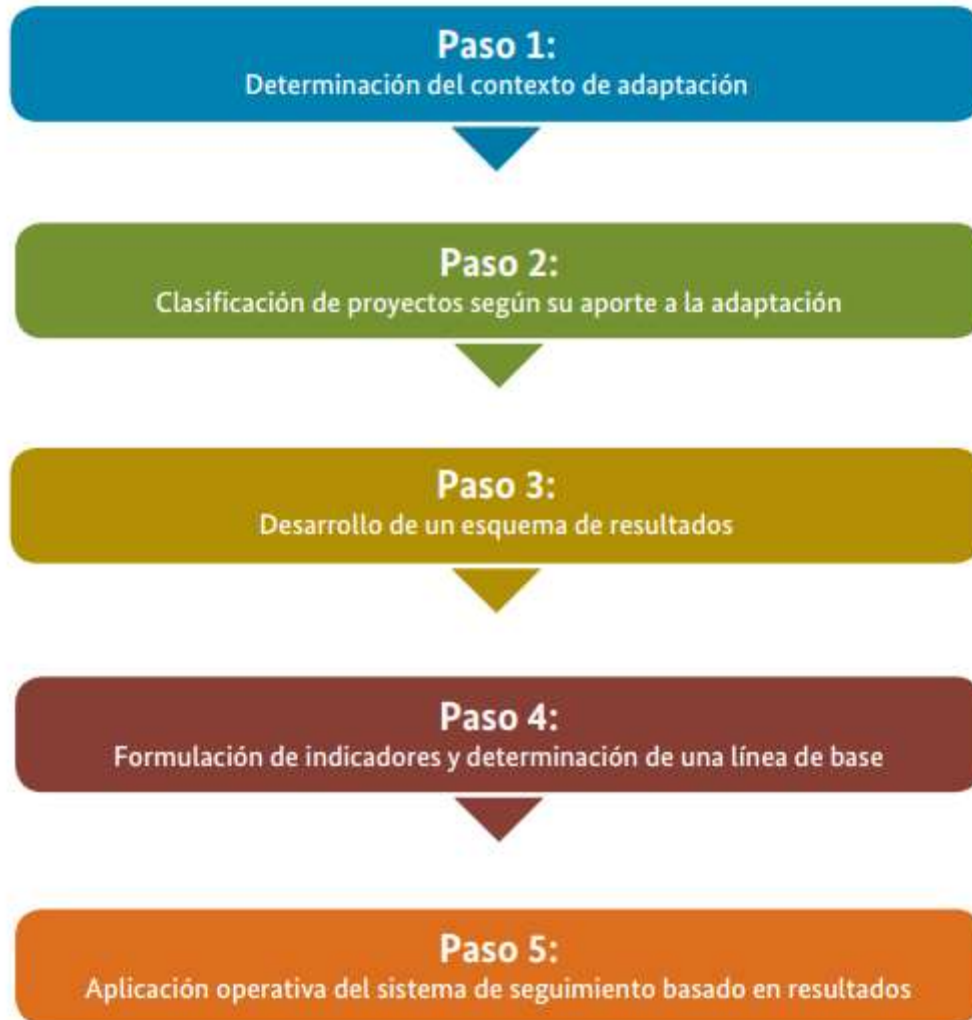 Paso 1:
Determinación del contexto de adaptación
Paso 2:
Clasificación de proyectos según su aporte a la adaptación
Paso 3:
Desarrollo de un esquema de resultados
Paso 4:
Formulación de indicadores y determinación de una línea de base
Paso 5:
Aplicación operativa del sistema de seguimiento basado en resultados